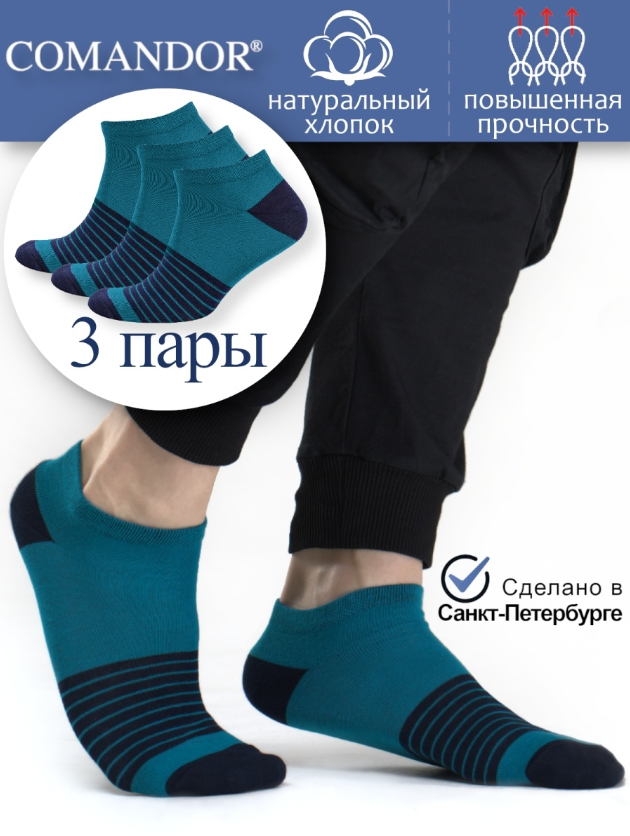 COMANDOR®
натуральный
хлопок
повышенная
прочность
3 пары
Сделано в
Санкт-Петербурге